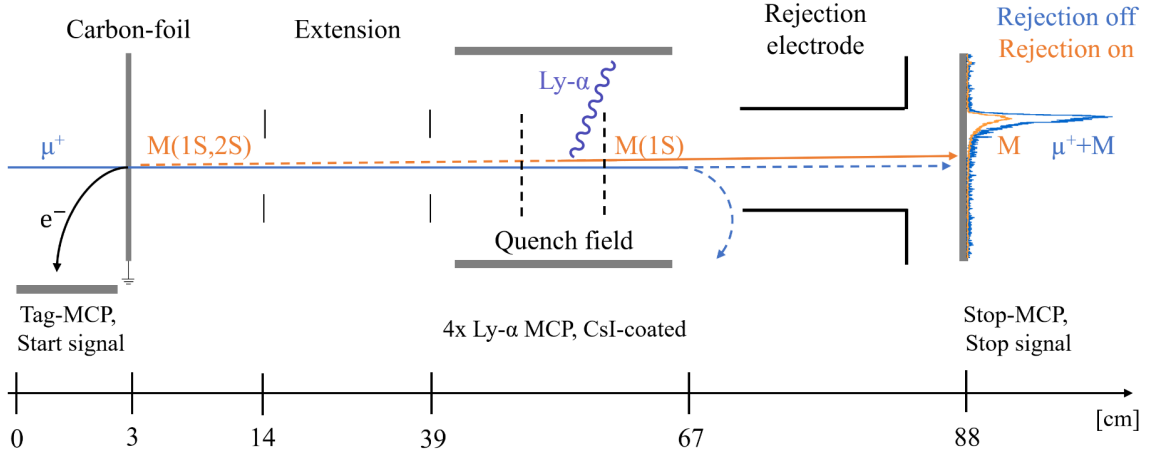 Carbon-foil
Extension
Rejection
electrode
Rejection off
Rejection on
Ly-α
μ⁺
M(1S,2S)
M(1S)
M
μ⁺+M
e⁻
Quench field
Tag-MCP,
Start signal
4x Ly-α MCP, CsI-coated
Stop-MCP,
Stop signal
0 3 14 39 67 88 [cm]